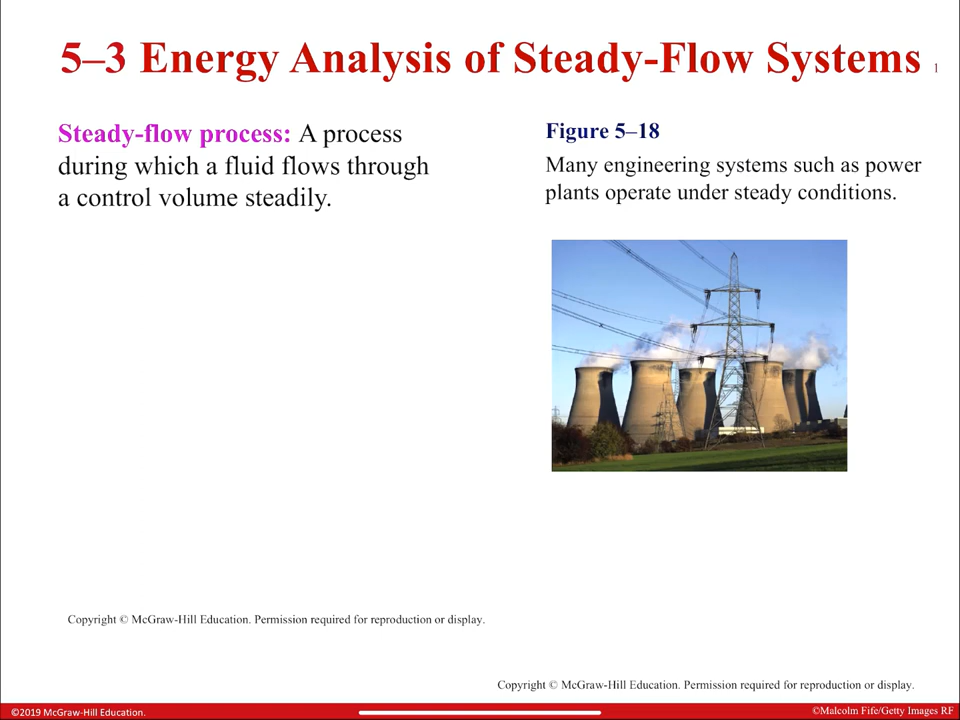 5–3 Energy Analysis of Steady-Flow Systems 1
Steady-flow process: A process
during which a fluid flows through
a control volume steadily.
Figure 5–18
Many engineering systems such as power
plants operate under steady conditions.
Copyright © McGraw-Hill Education. Permission required for reproduction or display.
Copyright © McGraw-Hill Education. Permission required for reproduction or display.
©2019 McGraw-Hill Education.
©Malcolm Fife/Getty Images RF